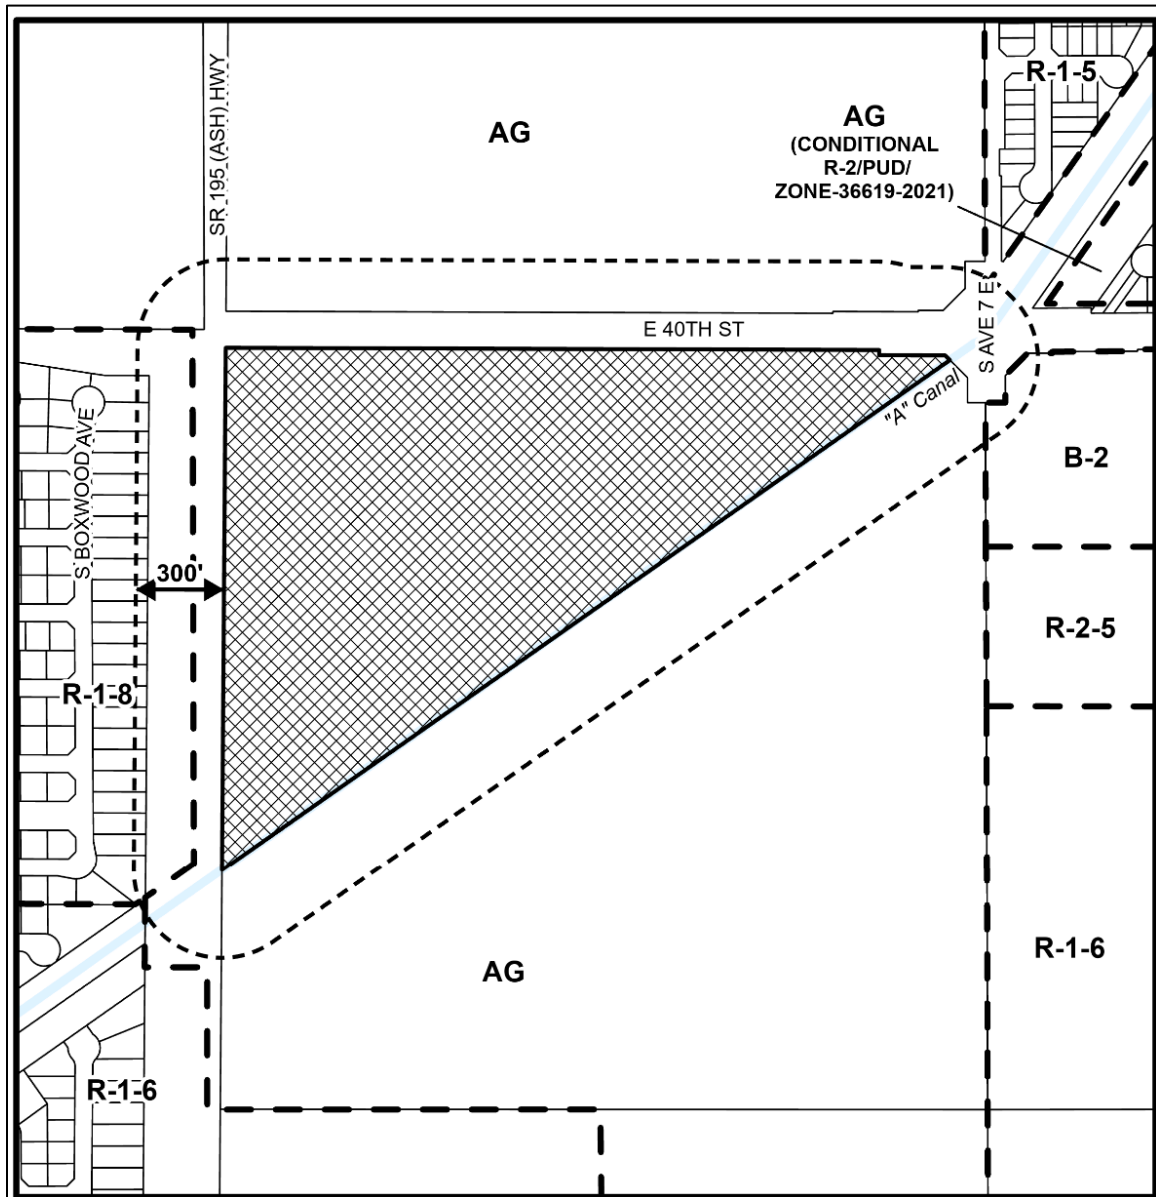 R-1-5
SR 195 (ASH) HWY
AG
AG
(CONDITIONAL
R-2/PUD/
ZONE-36619-2021)
S AVE 7 E
E 40TH ST
"A" Canal
S BOXWOOD AVE
B-2
300'
R-2-5
R-1-8
R-1-6
AG
R-1-6